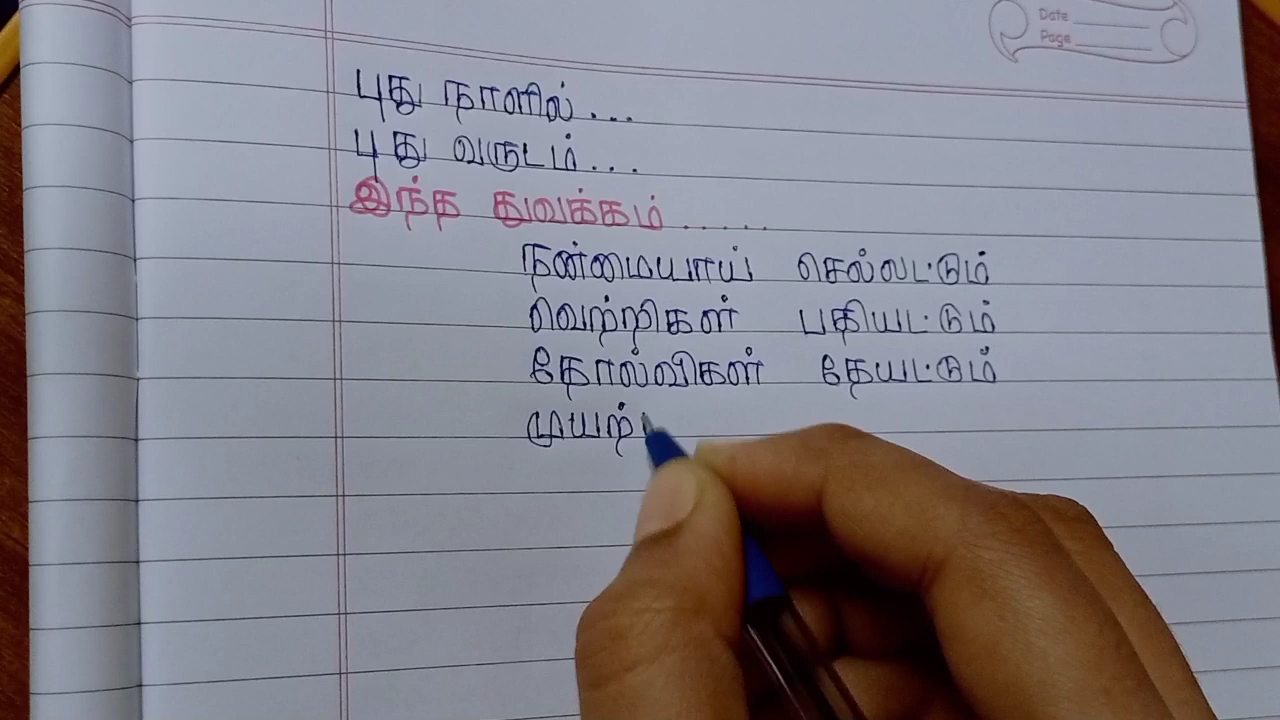 Date
Page
புது நாளில் ...
புது வருடம் ...
இந்த துவக்கம் .....
நன்மையாய் செல்லட்டும்
வெற்றிகள் பதியட்டும்
தோல்விகள் தேயட்டும்
முயற்